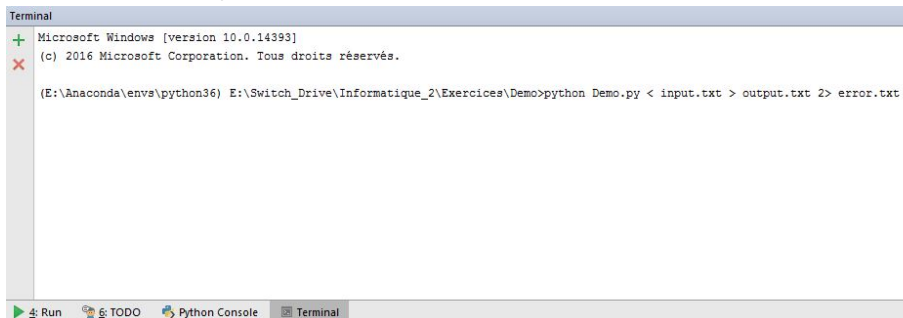 Terminal
Microsoft Windows [version 10.0.14393]
(c) 2016 Microsoft Corporation. Tous droits réservés.
(E:\Anaconda\envs\python36) E:\Switch_Drive\Informatique_2\Exercices\Demo>python Demo.py < input.txt > output.txt 2> error.txt
4: Run 6: TODO Python Console Terminal